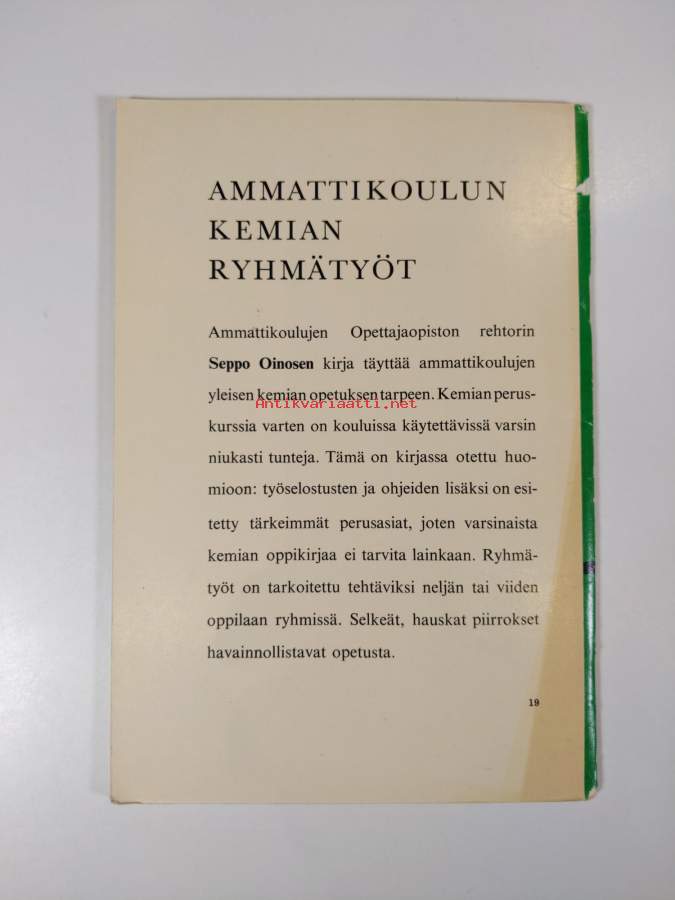 AMMATTIKOULUN
KEMIAN
RYHMÄTYÖT
Ammattikoulujen Opettajaopiston rehtorin
Seppo Oinosen kirja täyttää ammattikoulujen
yleisen kemian opetuksen tarpeen. Kemian perus-
Antikvariaatti.net
kurssia varten on kouluissa käytettävissä varsin
niukasti tunteja. Tämä on kirjassa otettu huo-
mioon: työselostusten ja ohjeiden lisäksi on esi-
tetty tärkeimmät perusasiat, joten varsinaista
kemian oppikirjaa ei tarvita lainkaan. Ryhmä-
työt on tarkoitettu tehtäviksi neljän tai viiden
oppilaan ryhmissä. Selkeät, hauskat piirrokset
havainnollistavat opetusta.
19